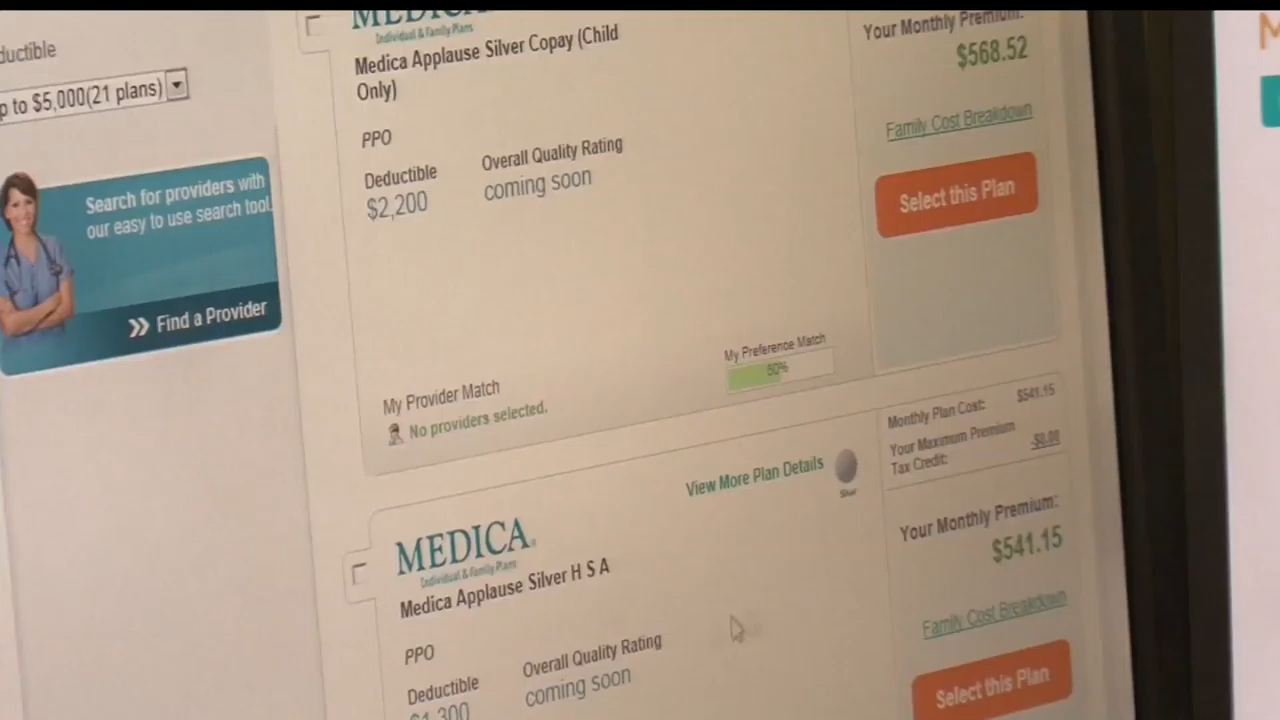 eductible
p to $5,000(21 plans)
Search for providers with
our easy to use search tool.
Find a Provider
MEDICA
Individual & Family Plans
Medica Applause Silver Copay (Child
Only)
PPO
Deductible
$2,200
Overall Quality Rating
coming soon
My Provider Match
No providers selected.
My Preference Match
50%
Your Monthly Premium:
$568.52
Family Cost Breakdown
Select this Plan
View More Plan Details
Silver
MEDICA
Individual & Family Plans
Medica Applause Silver H S A
PPO
Deductible
$1,300
Overall Quality Rating
coming soon
Monthly Plan Cost:
$541.15
Your Maximum Premium
Tax Credit:
-$0.00
Your Monthly Premium:
$541.15
Family Cost Breakdown
Select this Plan